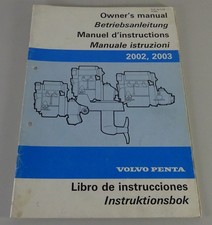 Owner's manual
Betriebsanleitung
Manuel d'instructions
Manuale istruzioni
2002, 2003
VOLVO PENTA
Libro de instrucciones
Instruktionsbok